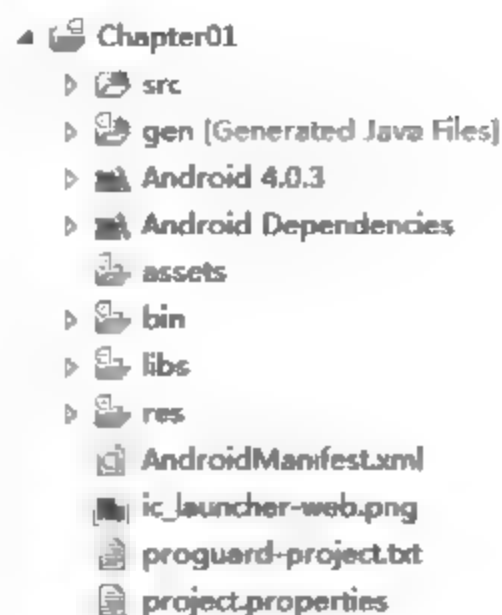 Chapter01
src
gen [Generated Java Files]
Android 4.0.3
Android Dependencies
assets
bin
libs
res
AndroidManifest.xml
ic_launcher-web.png
proguard-project.txt
project.properties